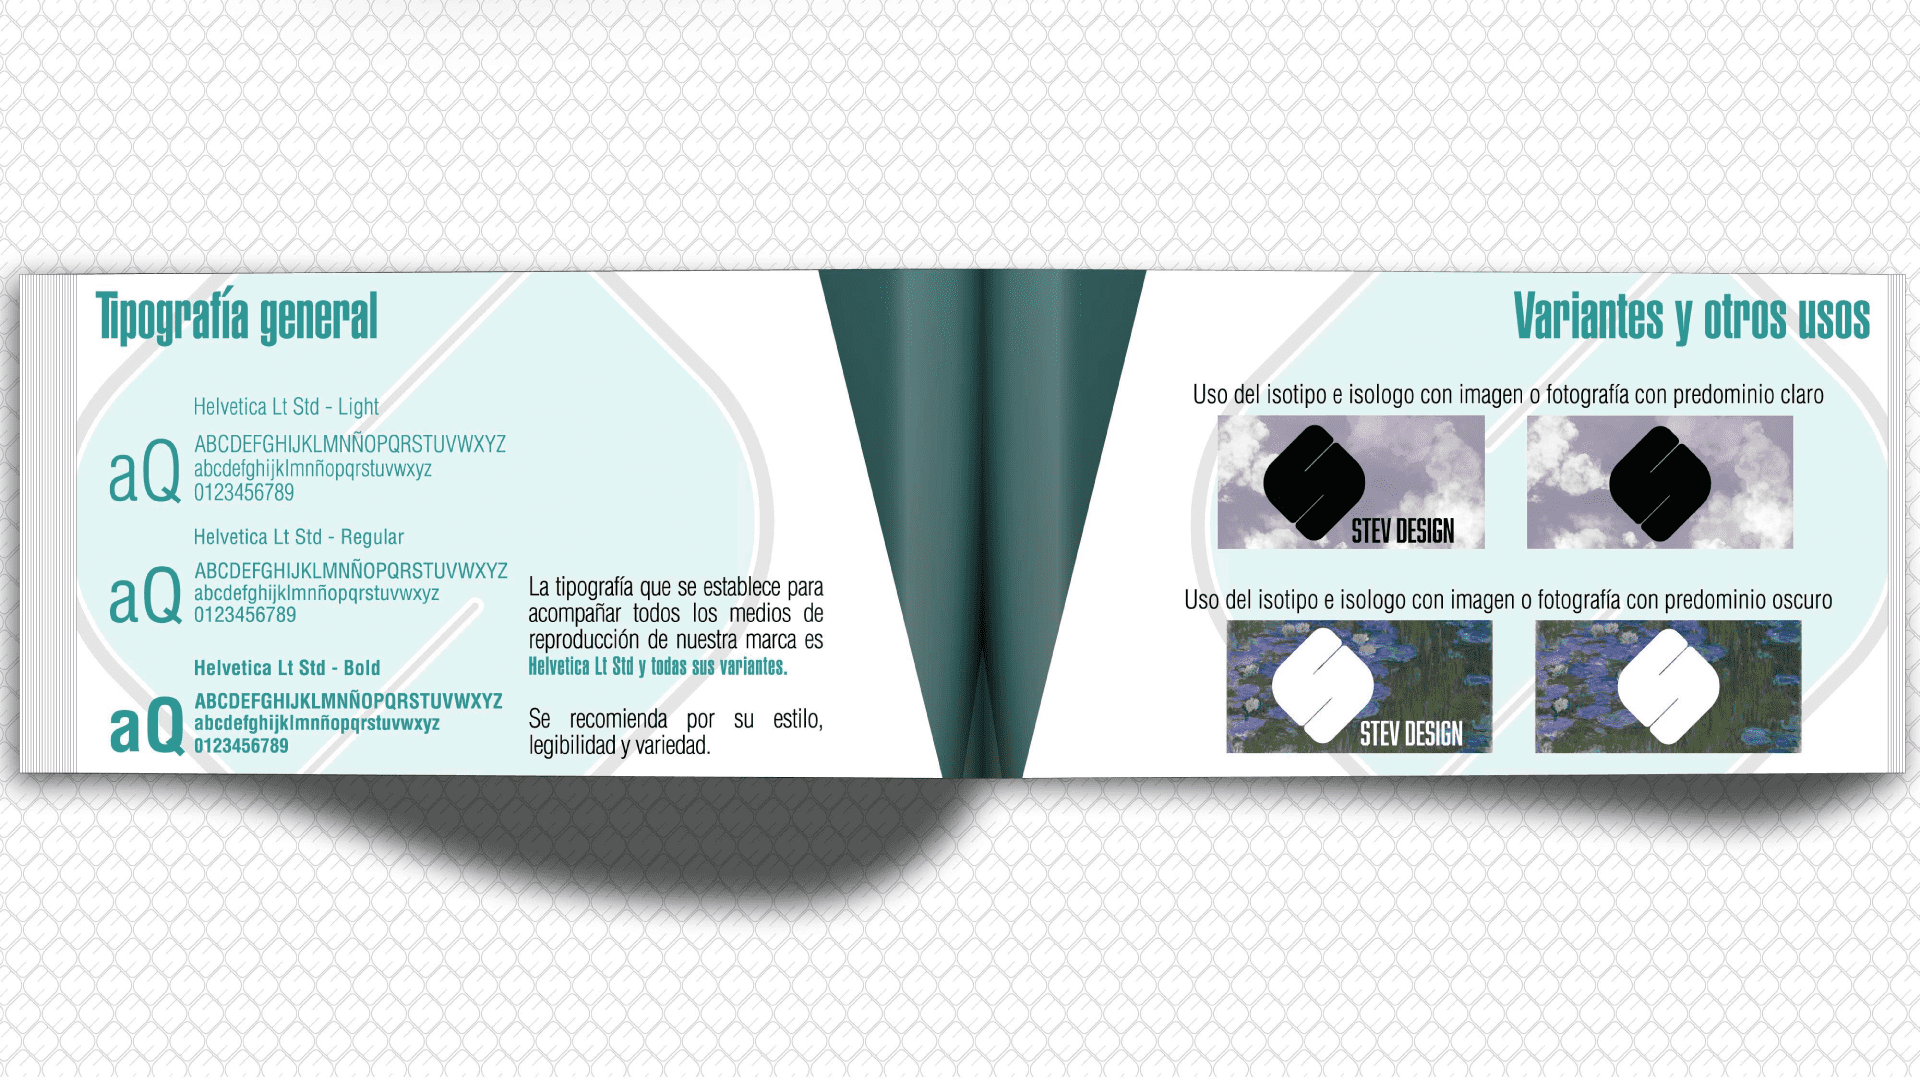 Tipografía general
Helvetica Lt Std - Light
aQ
ABCDEFGHIJKLMNÑOPQRSTUVWXYZ
abcdefghijklmnñopqrstuvwxyz
0123456789
Helvetica Lt Std - Regular
aQ
ABCDEFGHIJKLMNÑOPQRSTUVWXYZ
abcdefghijklmnñopqrstuvwxyz
0123456789
Helvetica Lt Std - Bold
aQ
ABCDEFGHIJKLMNÑOPQRSTUVWXYZ
abcdefghijklmnñopqrstuvwxyz
0123456789
La tipografía que se establece para
acompañar todos los medios de
reproducción de nuestra marca es
Helvetica Lt Std y todas sus variantes.
Se recomienda por su estilo,
legibilidad y variedad.
Variantes y otros usos
Uso del isotipo e isologo con imagen o fotografía con predominio claro
STEV DESIGN
Uso del isotipo e isologo con imagen o fotografía con predominio oscuro
STEV DESIGN